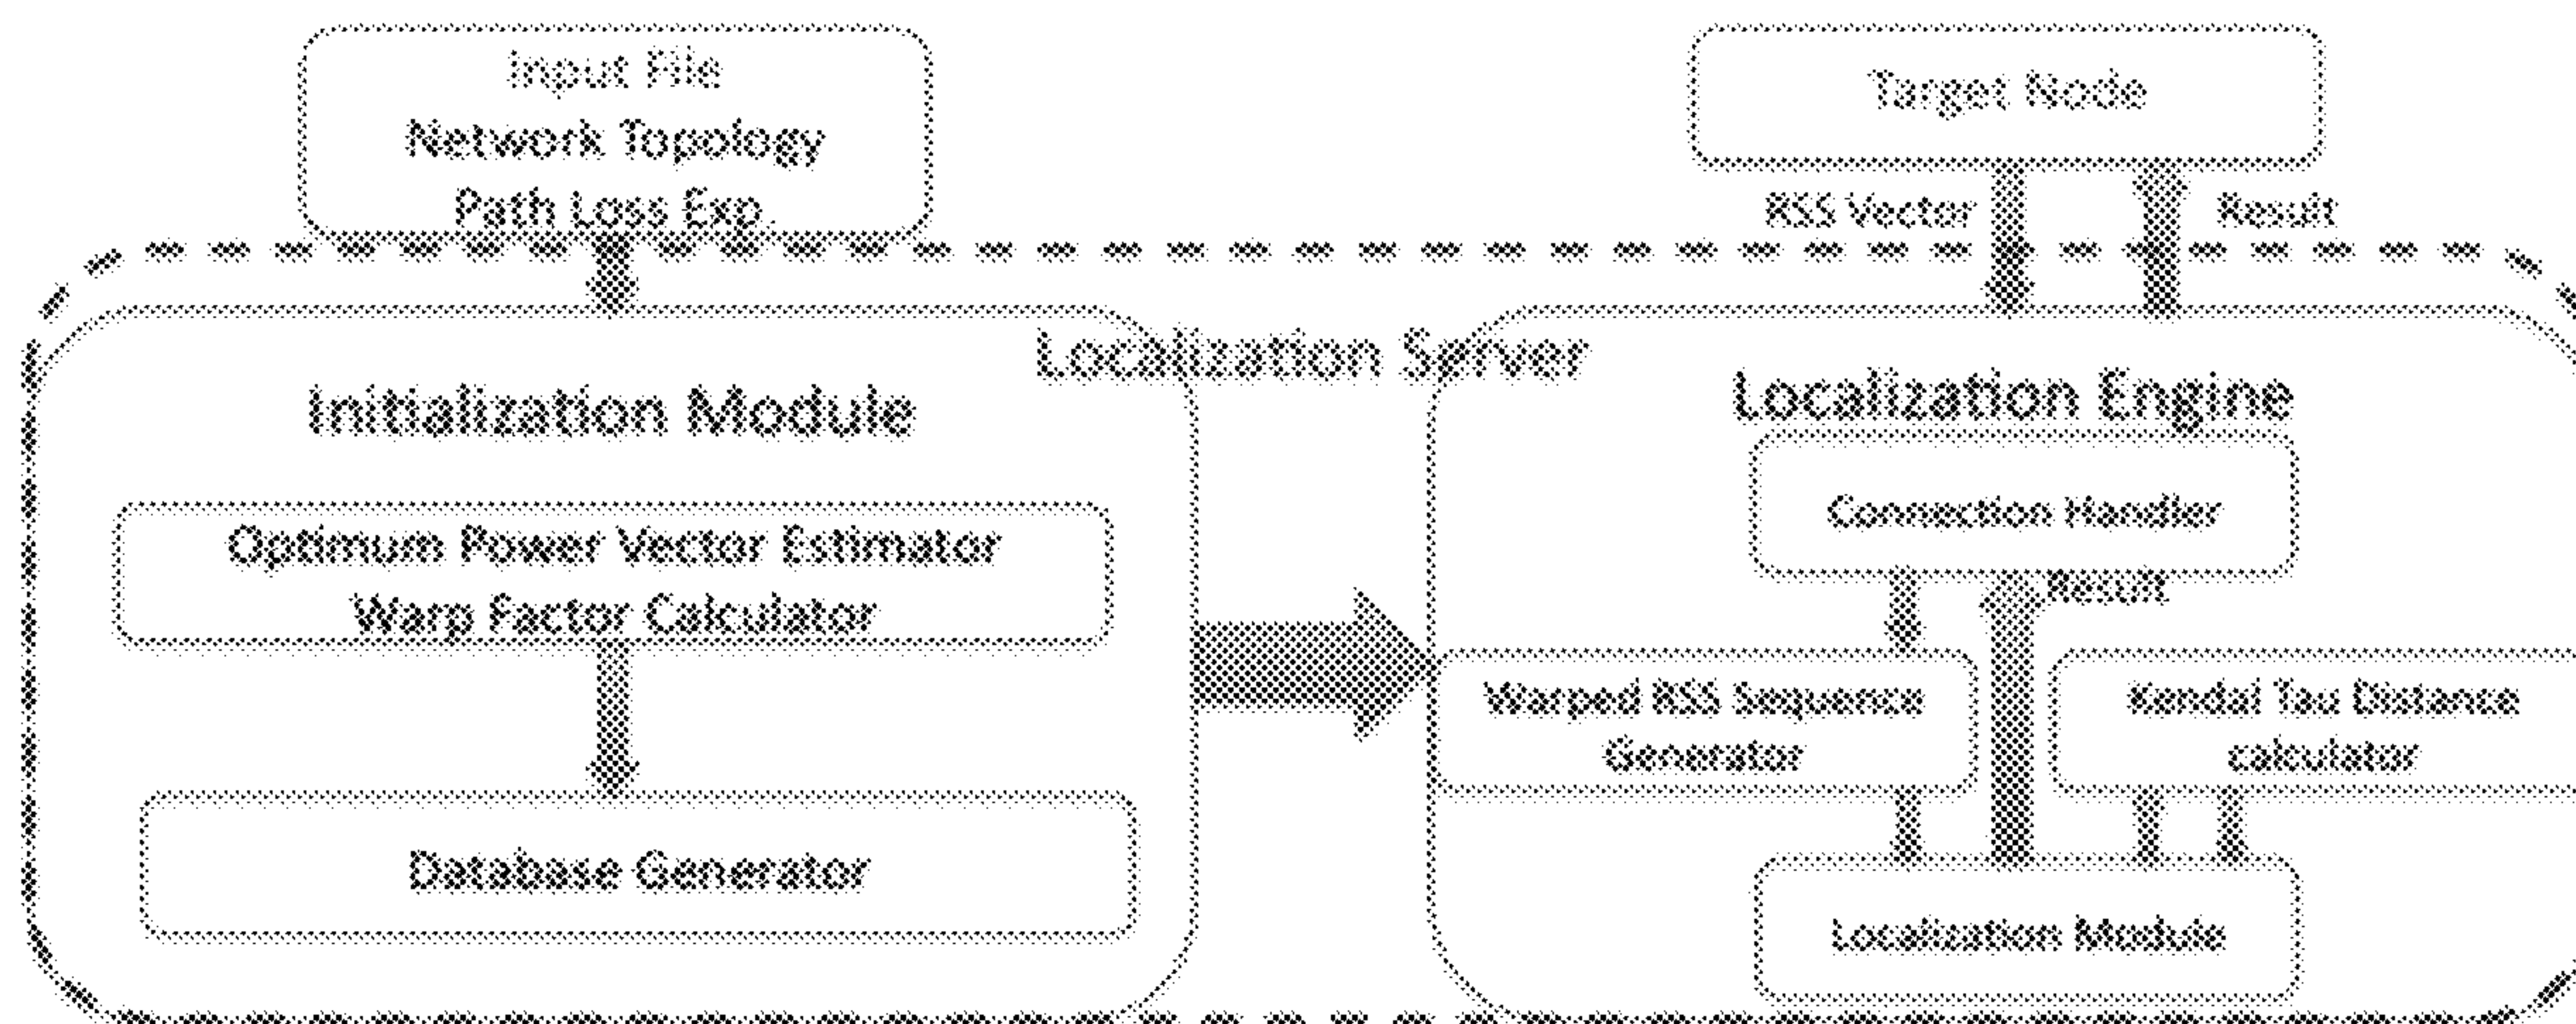 Input File
Network Topology
Path Loss Exp.
Target Node
RSS Vector
Result
Localization Server
Initialization Module
Optimum Power Vector Estimator
Warp Factor Calculator
Database Generator
Localization Engine
Connection Handler
Result
Warped RSS Sequence
Generator
Kendal Tau Distance
calculator
Localization Module